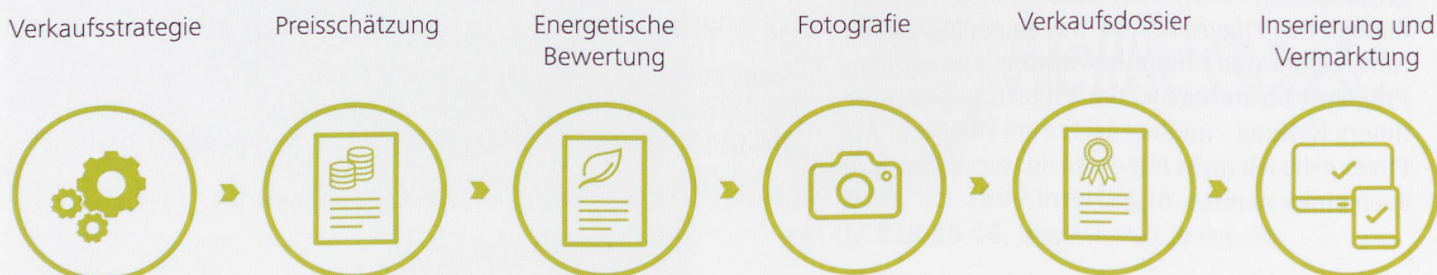 Verkaufsstrategie
Preisschätzung
Energetische
Bewertung
Fotografie
Verkaufsdossier
Inserierung und
Vermarktung